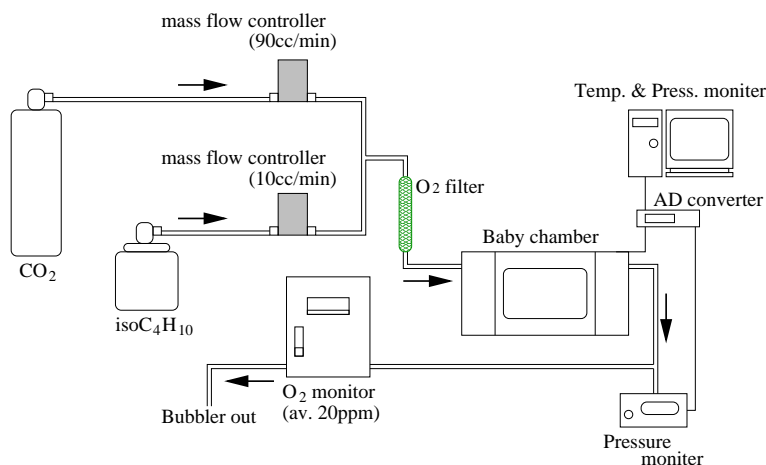 mass flow controller
(90cc/min)
Temp. & Press. moniter
mass flow controller
(10cc/min)
O2 filter
AD converter
Baby chamber
CO2
isoC4H10
O2 monitor
(av. 20ppm)
Bubbler out
Pressure
moniter